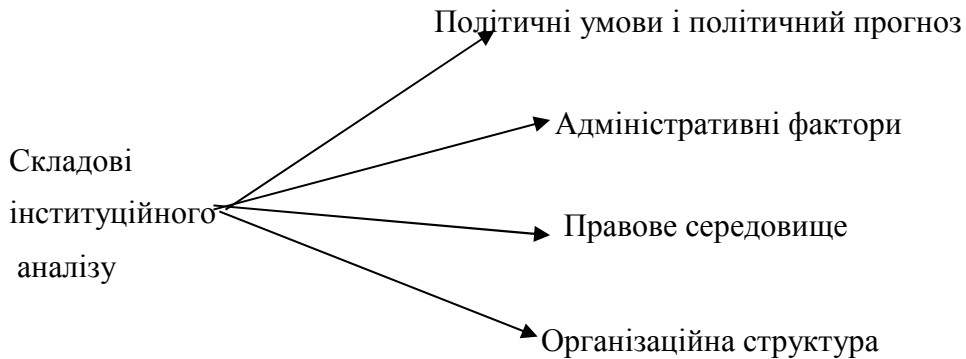 Політичні умови і політичний прогноз
Адміністративні фактори
Складові
інституційного
аналізу
Правове середовище
Організаційна структура